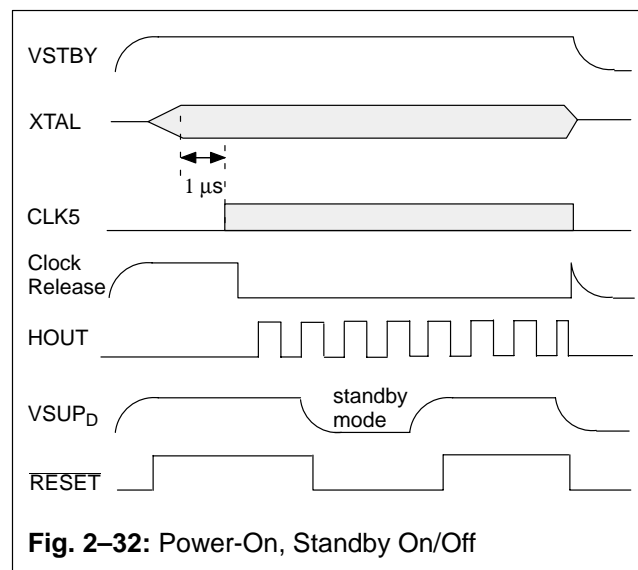 VSTBY
XTAL
1 μs
CLK5
Clock
Release
HOUT
VSUPD
standby
mode
RESET
Fig. 2–32: Power-On, Standby On/Off